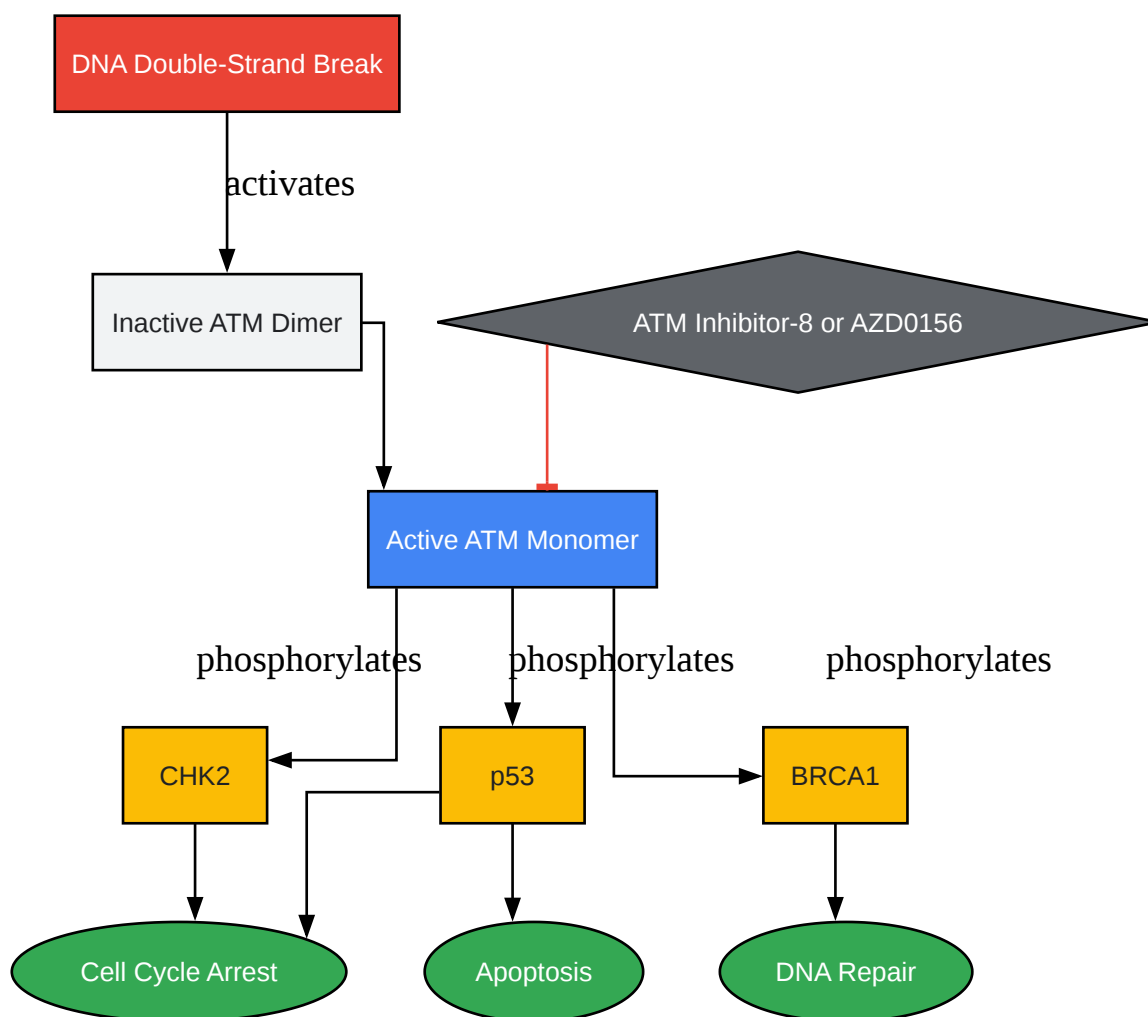 DNA Double-Strand Break
activates
Inactive ATM Dimer
ATM Inhibitor-8 or AZD0156
Active ATM Monomer
phosphorylates
phosphorylates
phosphorylates
CHK2
p53
BRCA1
Cell Cycle Arrest
Apoptosis
DNA Repair